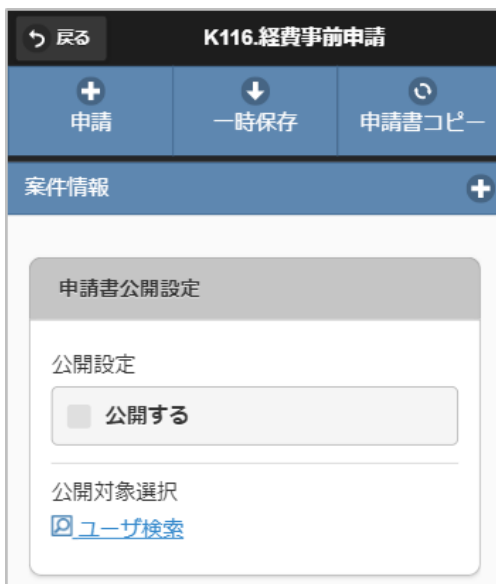 戻る
K116.経費事前申請
申請
一時保存
申請書コピー
案件情報
申請書公開設定
公開設定
公開する
公開対象選択
ユーザ検索